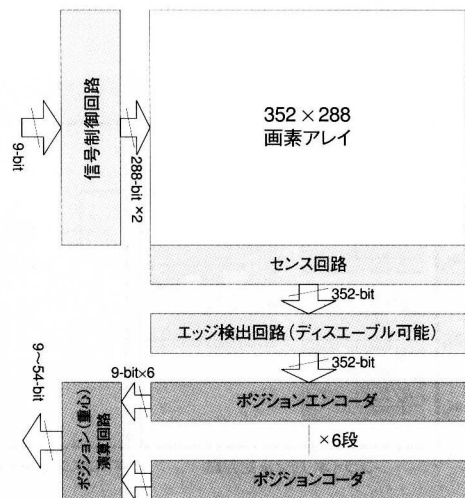 9-bit
信号制御回路
288-bit ×2
352×288
画素アレイ
センス回路
352-bit
エッジ検出回路(ディスエーブル可能)
352-bit
9-bit×6
ポジションエンコーダ
×6段
ポジションコーダ
ポジション(重心)
演算回路
9〜54-bit